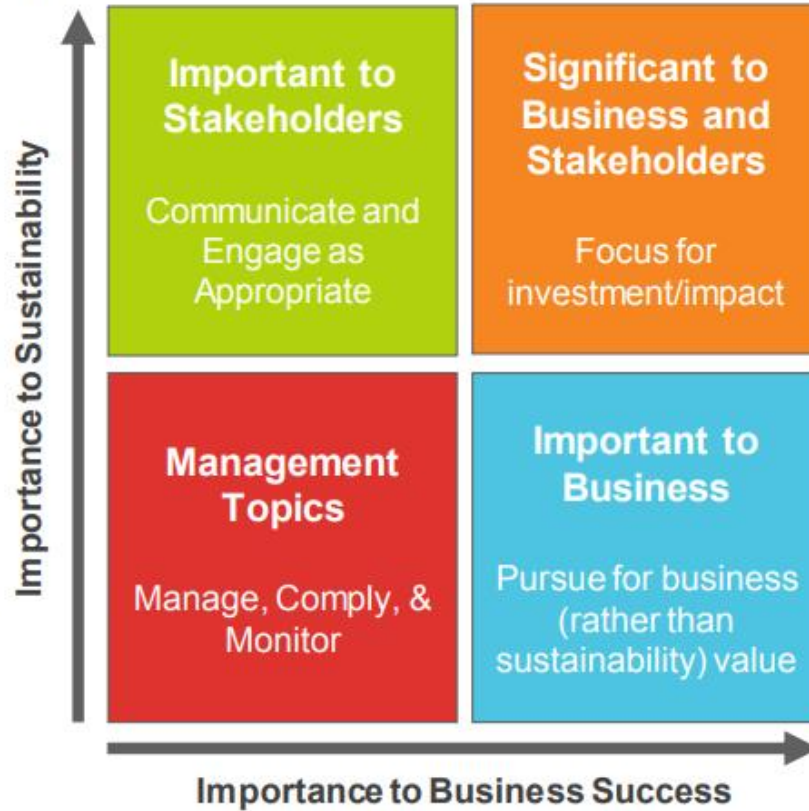 Importance to Sustainability
Important to
Stakeholders
Communicate and
Engage as
Appropriate
Significant to
Business and
Stakeholders
Focus for
investment/impact
Management
Topics
Manage, Comply, &
Monitor
Important to
Business
Pursue for business
(rather than
sustainability) value
Importance to Business Success